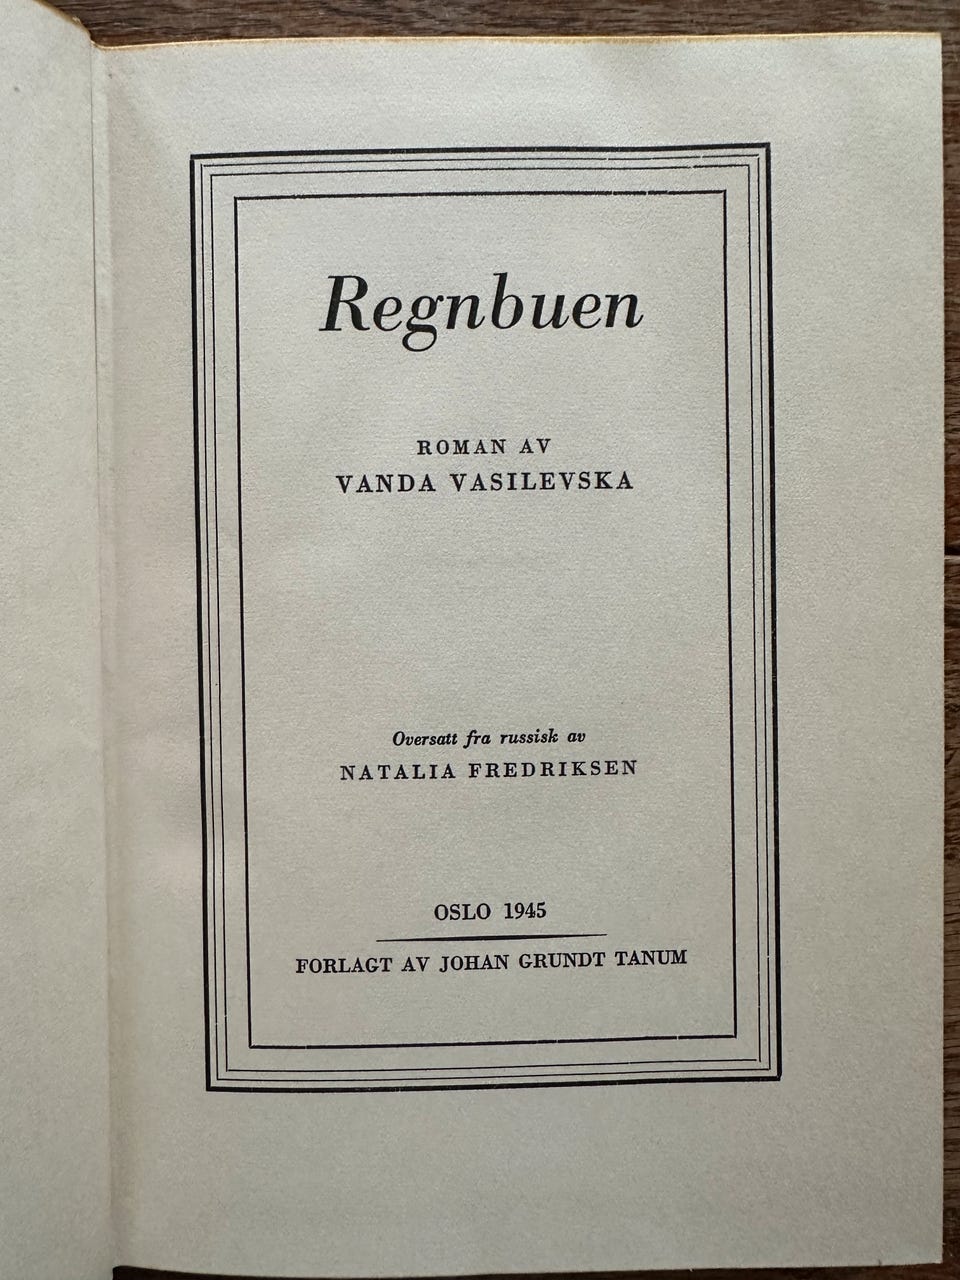 Regnbuen
ROMAN AV
VANDA VASILEVSKA
Oversatt fra russisk av
NATALIA FREDRIKSEN
OSLO 1945
FORLAGT AV JOHAN GRUNDT TANUM